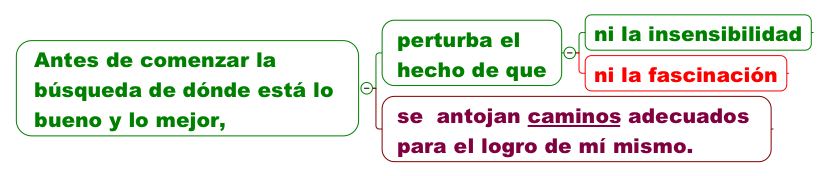 Antes de comenzar la
búsqueda de dónde está lo
bueno y lo mejor,
perturba el
hecho de que
ni la insensibilidad
ni la fascinación
se antojan caminos adecuados
para el logro de mí mismo.